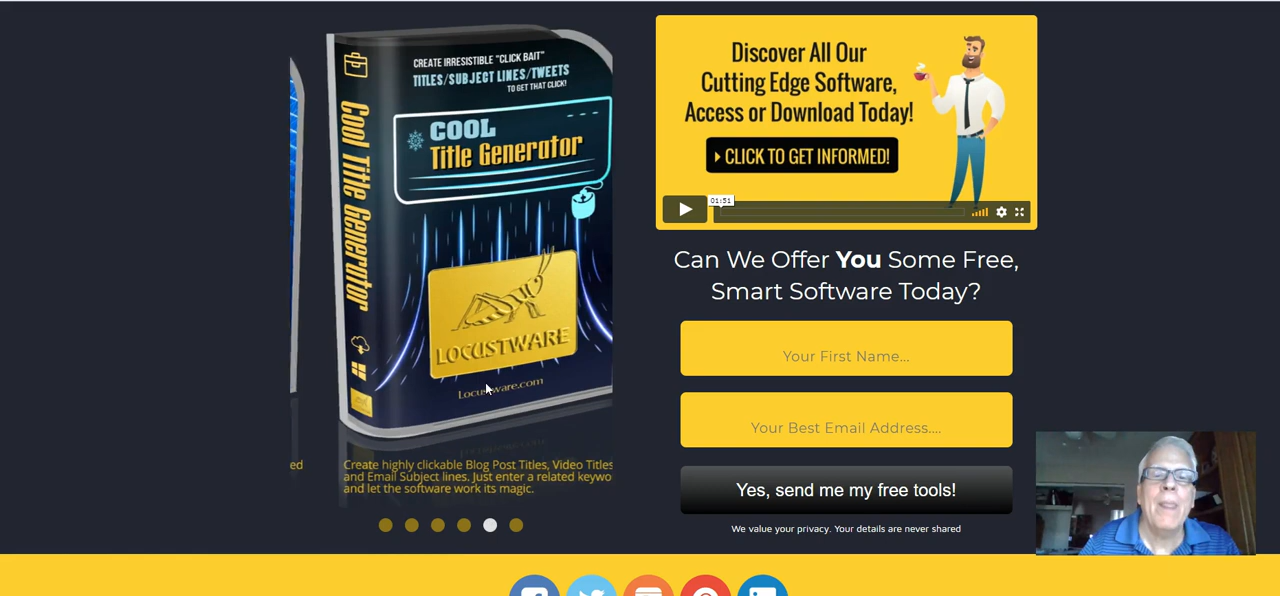 CREATE IRRESISTIBLE "CLICK BAIT"
TITLES/SUBJECT LINES/TWEETS
TO GET THAT CLICK!
COOL
Title Generator
Cool Title Generator
LOCUSTWARE
Locustware.com
ed
Create highly clickable Blog Post Titles, Video Titles
and Email Subject lines. Just enter a related keywo
and let the software work its magic.
Discover All Our
Cutting Edge Software,
Access or Download Today!
CLICK TO GET INFORMED!
01:51
Can We Offer You Some Free,
Smart Software Today?
Your First Name...
Your Best Email Address....
Yes, send me my free tools!
We value your privacy. Your details are never shared